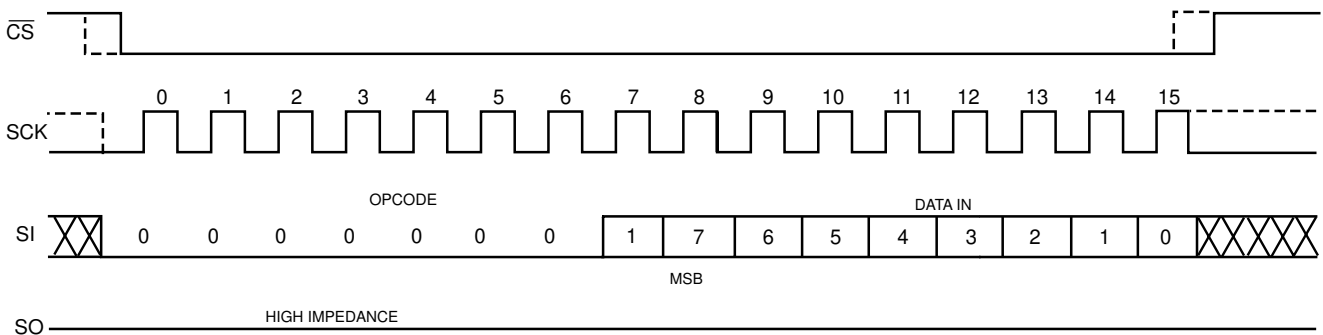 CS
0 1 2 3 4 5 6 7 8 9 10 11 12 13 14 15
SCK
OPCODE
DATA IN
SI 0 0 0 0 0 0 0 1 7 6 5 4 3 2 1 0
MSB
HIGH IMPEDANCE
SO